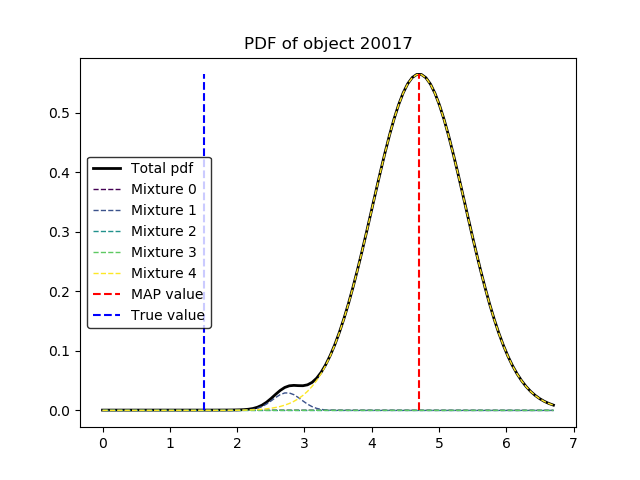 PDF of object 20017
0.5
0.4
0.3
0.2
0.1
0.0
Total pdf
Mixture 0
Mixture 1
Mixture 2
Mixture 3
Mixture 4
MAP value
True value
0 1 2 3 4 5 6 7